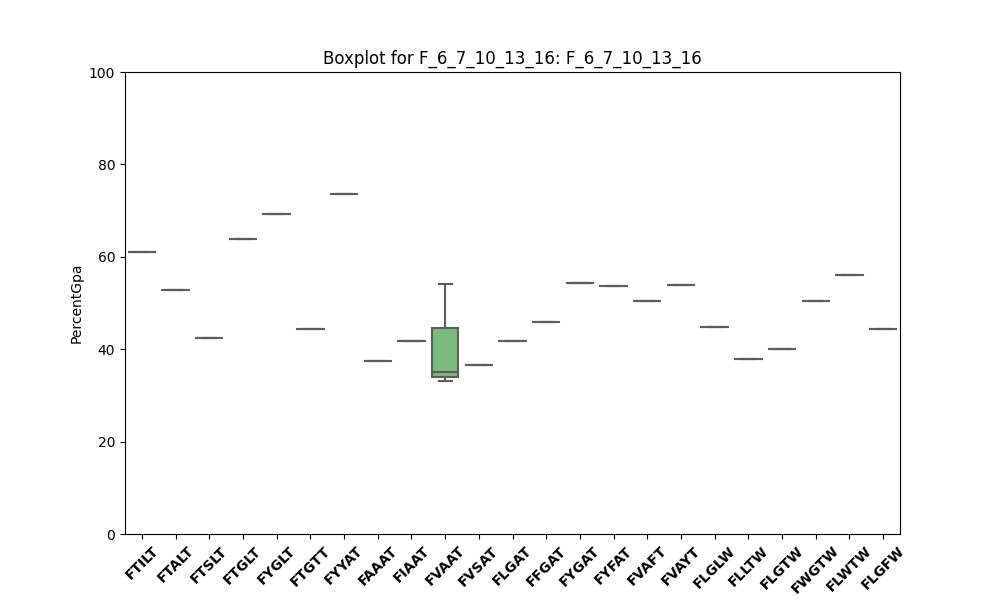 Boxplot for F_6_7_10_13_16: F_6_7_10_13_16
PercentGpa
100
80
60
40
20
0
FTILT
FTALT
FTSLT
FTGLT
FYGLT
FTGTT
FYYAT
FAAAT
FIAAT
FVAAT
FVSAT
FLGAT
FFGAT
FYGAT
FYFAT
FVAFT
FVAYT
FLGLW
FLLTW
FLGTW
FWGTW
FLWTW
FLGFW